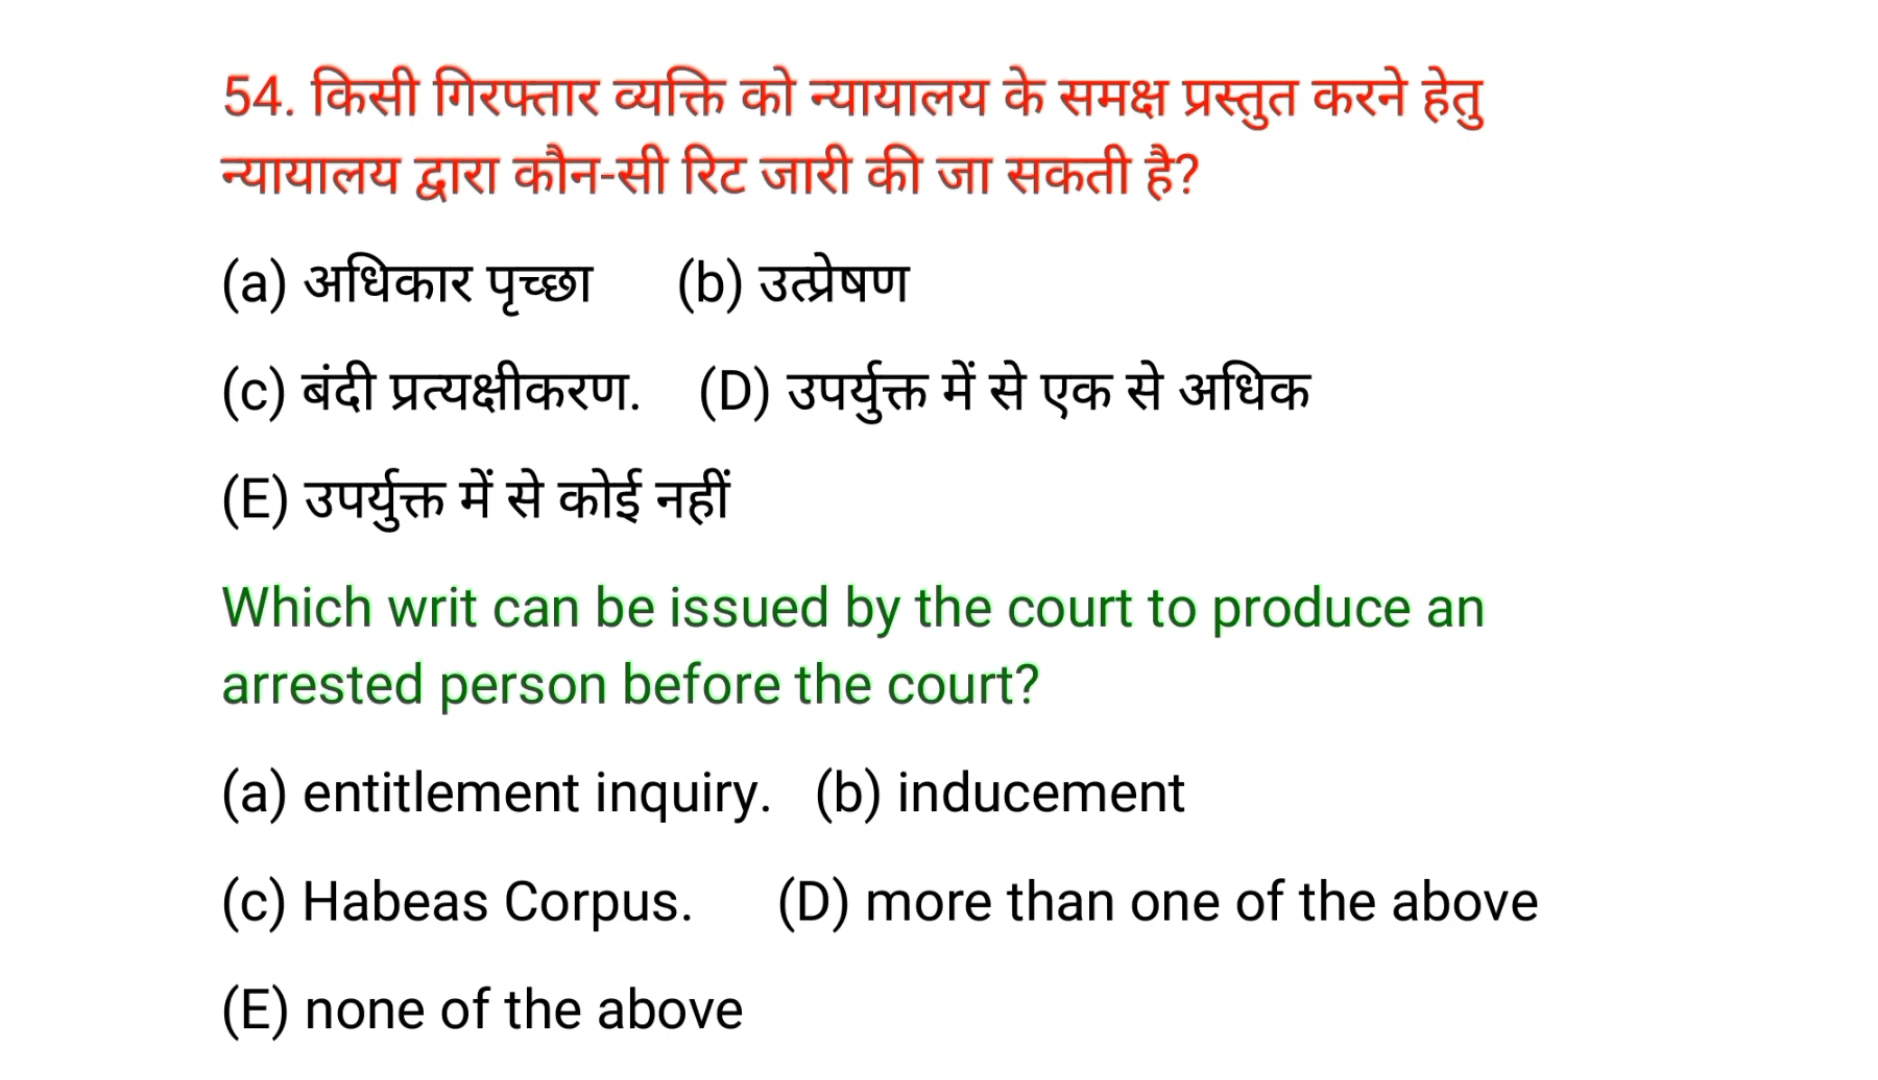 54. किसी गिरफ्तार व्यक्ति को न्यायालय के समक्ष प्रस्तुत करने हेतु
न्यायालय द्वारा कौन-सी रिट जारी की जा सकती है?
(a) अधिकार पृच्छा (b) उत्प्रेषण
(c) बंदी प्रत्यक्षीकरण. (D) उपर्युक्त में से एक से अधिक
(E) उपर्युक्त में से कोई नहीं
Which writ can be issued by the court to produce an
arrested person before the court?
(a) entitlement inquiry. (b) inducement
(c) Habeas Corpus. (D) more than one of the above
(E) none of the above